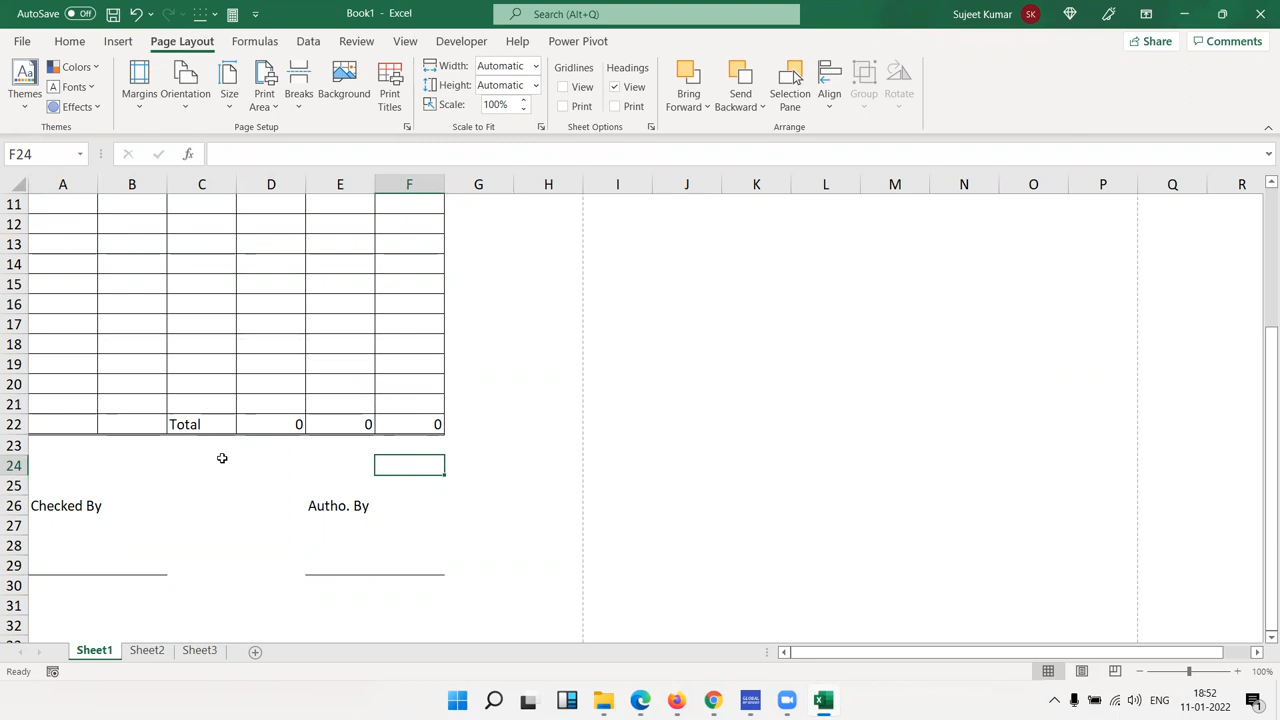 AutoSave Off Book1 - Excel Search (Alt+Q) Sujeet Kumar SK
File Home Insert Page Layout Formulas Data Review View Developer Help Power Pivot Share Comments
Themes Colors Fonts Effects Margins Orientation Size Print Area Breaks Background Print Titles Width: Automatic Height: Automatic Scale: 100% Gridlines View Print Headings View Print Bring Forward Send Backward Selection Pane Align Group Rotate
Themes Page Setup Scale to Fit Sheet Options Arrange
F24 fx
A B C D E F G H I J K L M N O P Q R
11
12
13
14
15
16
17
18
19
20
21
22 Total 0 0 0
23
24
25
26 Checked By Autho. By
27
28
29
30
31
32
Sheet1 Sheet2 Sheet3
Ready 100%
GLOBAL ENG 18:52
11-01-2022 1